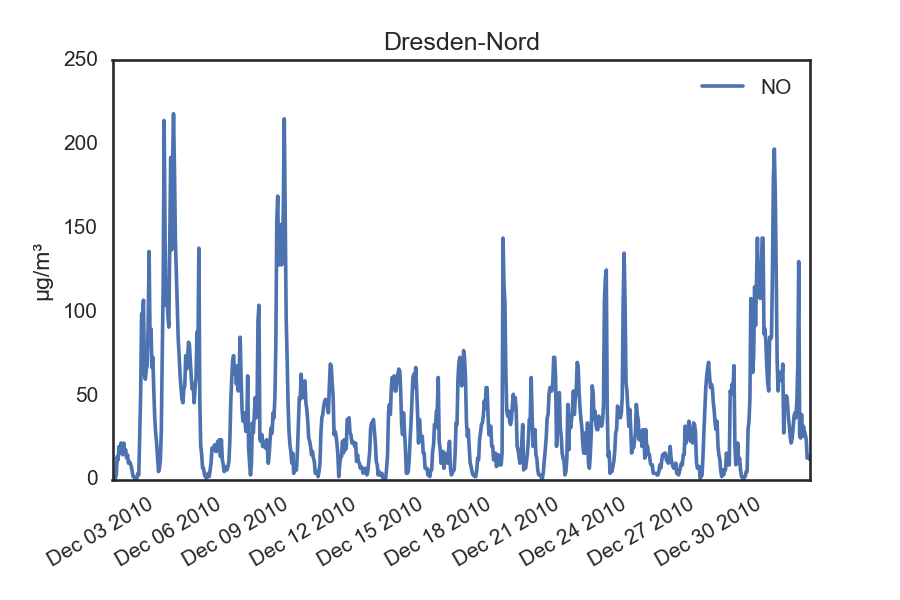 Dresden-Nord
NO
µg/m³
250
200
150
100
50
0
Dec 03 2010
Dec 06 2010
Dec 09 2010
Dec 12 2010
Dec 15 2010
Dec 18 2010
Dec 21 2010
Dec 24 2010
Dec 27 2010
Dec 30 2010